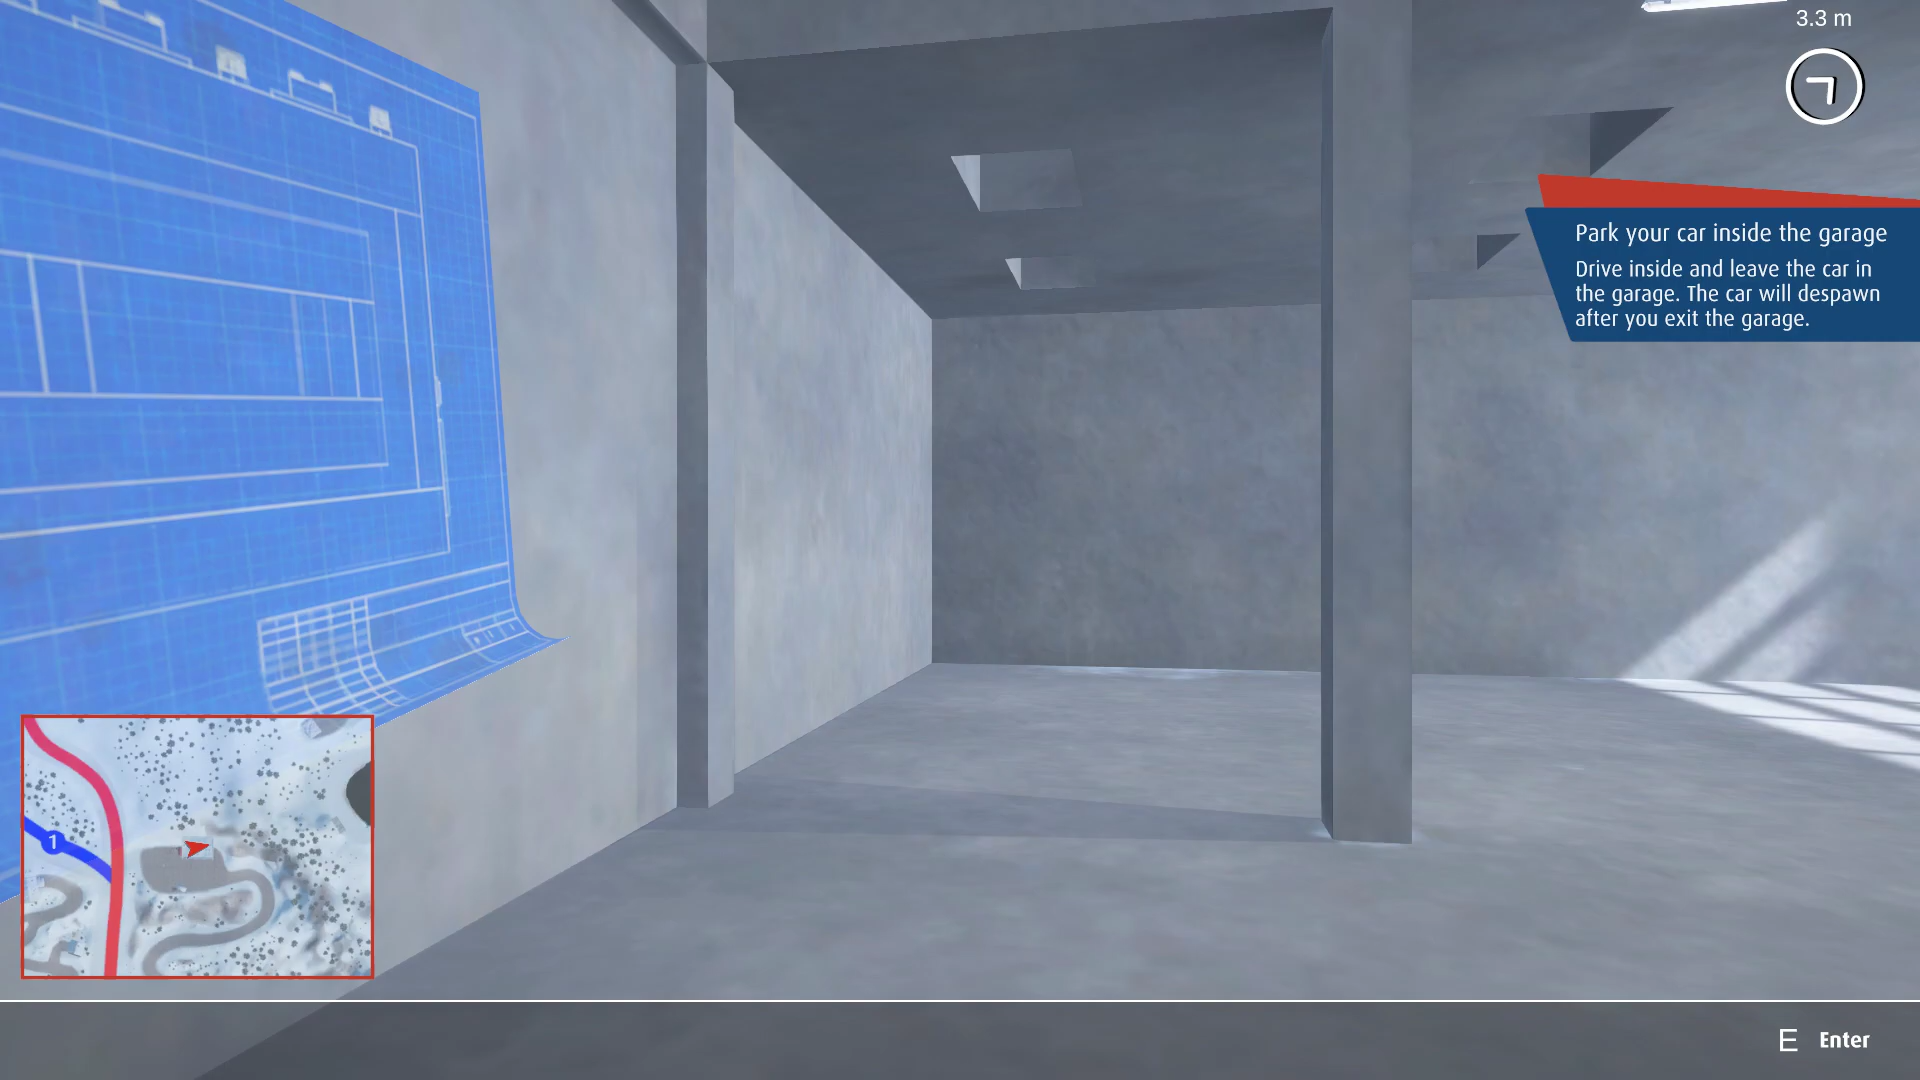 3.3 m
Park your car inside the garage
Drive inside and leave the car in
the garage. The car will despawn
after you exit the garage.
1
E Enter